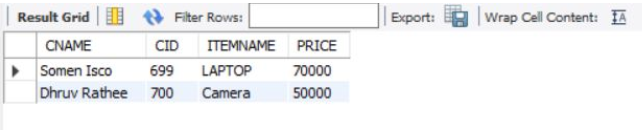 Result Grid Filter Rows: Export: Wrap Cell Content: IA
CNAME CID ITEMNAME PRICE
Somen Isco 699 LAPTOP 70000
Dhruv Rathee 700 Camera 50000